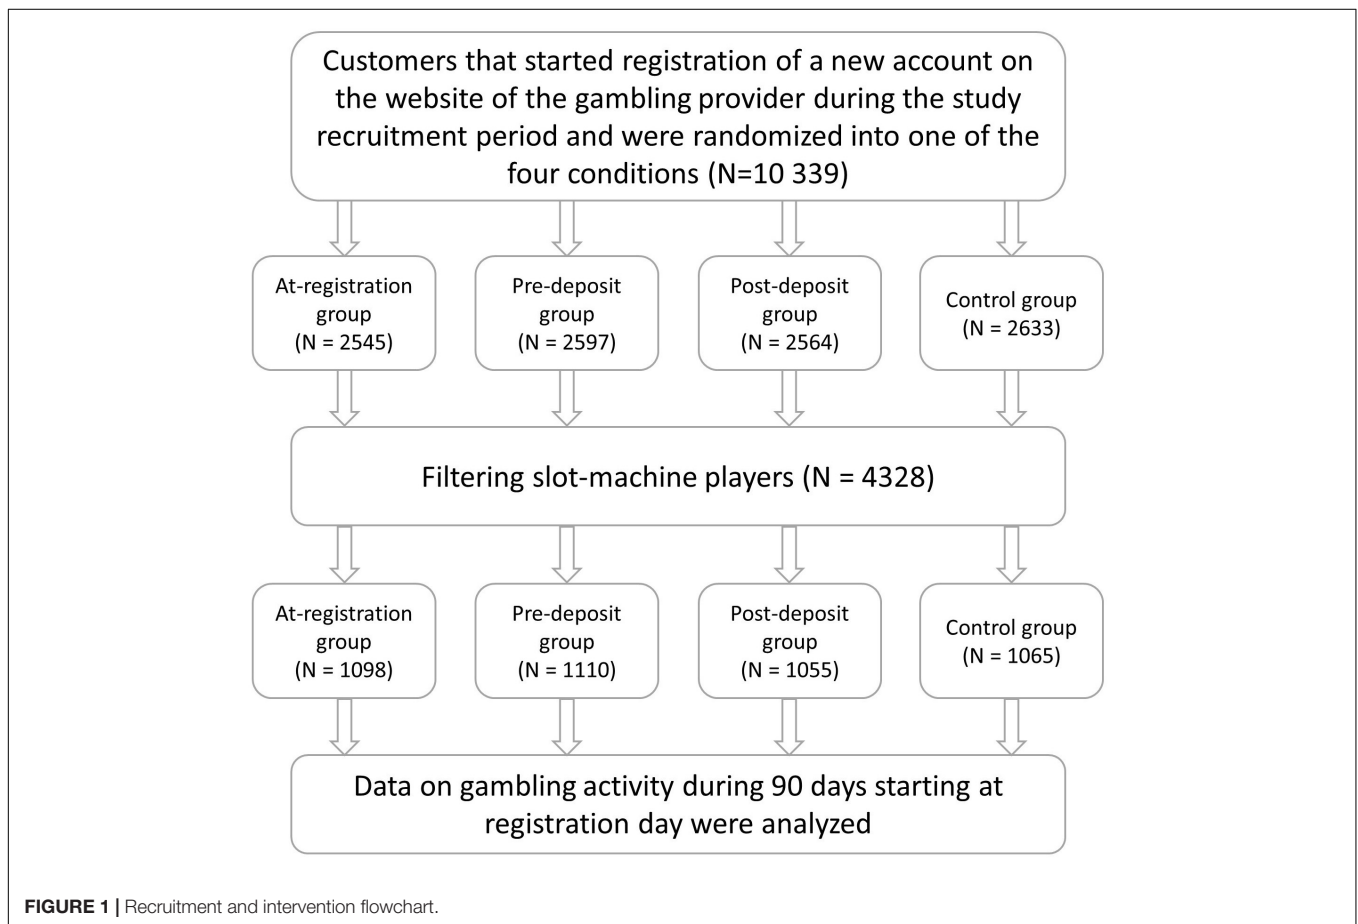 Customers that started registration of a new account on
the website of the gambling provider during the study
recruitment period and were randomized into one of the
four conditions (N=10 339)
At-registration
group
(N = 2545)
Pre-deposit
group
(N = 2597)
Post-deposit
group
(N = 2564)
Control group
(N = 2633)
Filtering slot-machine players (N = 4328)
At-registration
group
(N = 1098)
Pre-deposit
group
(N = 1110)
Post-deposit
group
(N = 1055)
Control group
(N = 1065)
Data on gambling activity during 90 days starting at
registration day were analyzed
FIGURE 1 | Recruitment and intervention flowchart.